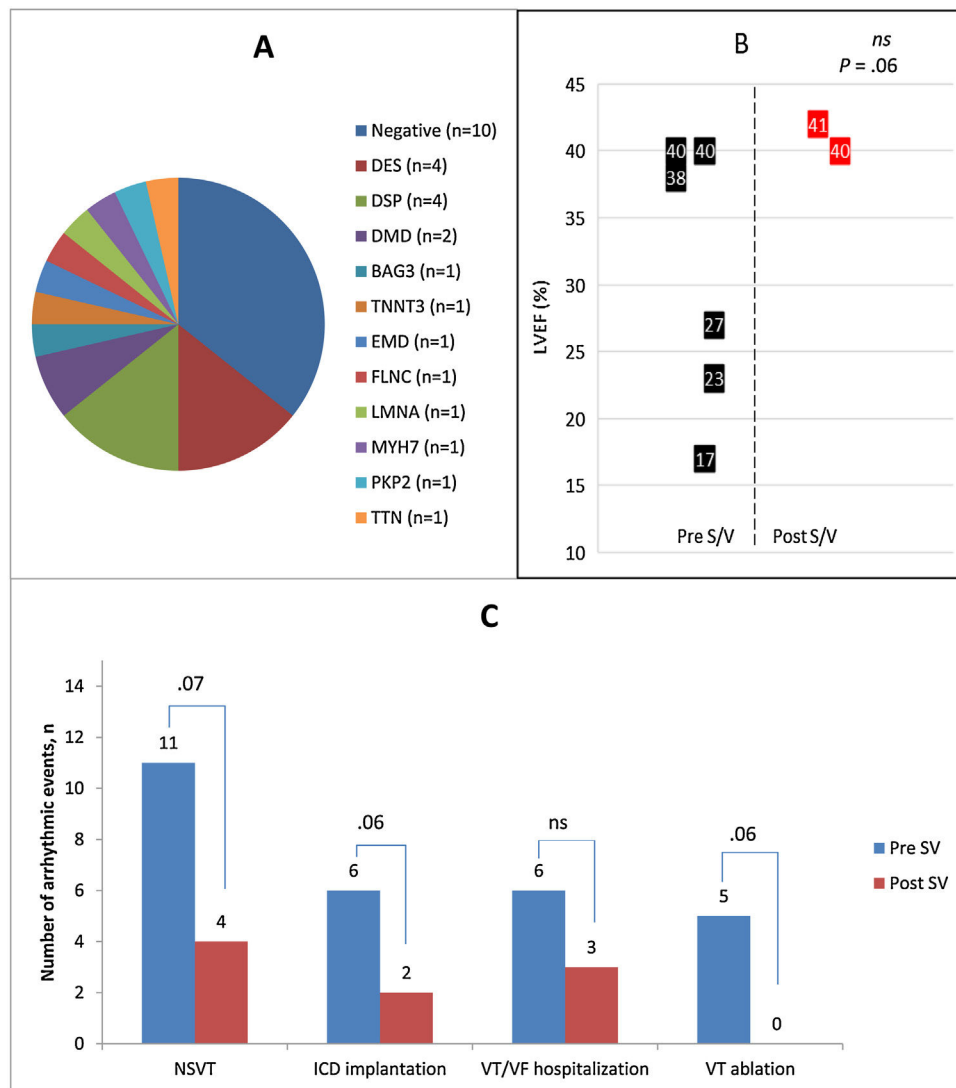 A
Negative (n=10)
DES (n=4)
DSP (n=4)
DMD (n=2)
BAG3 (n=1)
TNNT3 (n=1)
EMD (n=1)
FLNC (n=1)
LMNA (n=1)
MYH7 (n=1)
PKP2 (n=1)
TTN (n=1)
B
ns
P = .06
LVEF (%)
45
40
35
30
25
20
15
10
40 40
38
27
23
17
41
40
Pre S/V
Post S/V
C
Number of arrhythmic events, n
14
12
10
8
6
4
2
0
.07
11
4
.06
6
2
ns
6
3
.06
5
0
NSVT
ICD implantation
VT/VF hospitalization
VT ablation
Pre SV
Post SV